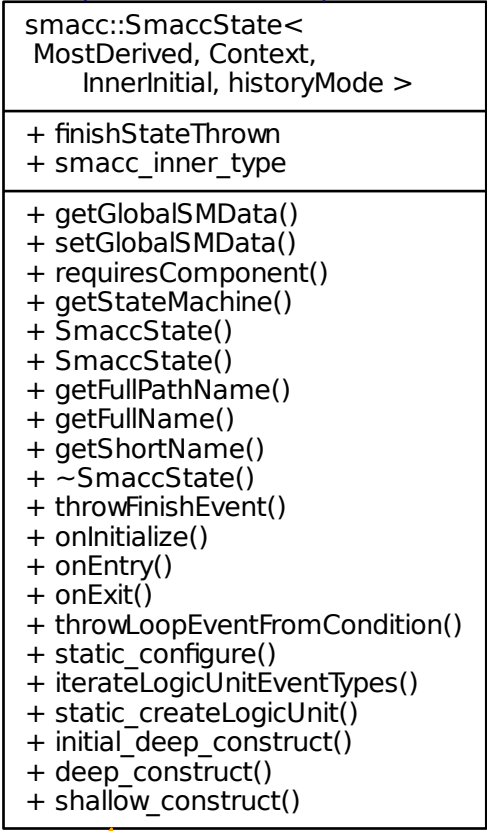 smacc::SmaccState<
MostDerived, Context,
InnerInitial, historyMode >
+ finishStateThrown
+ smacc_inner_type
+ getGlobalSMData()
+ setGlobalSMData()
+ requiresComponent()
+ getStateMachine()
+ SmaccState()
+ SmaccState()
+ getFullPathName()
+ getFullName()
+ getShortName()
+ ~SmaccState()
+ throwFinishEvent()
+ onInitialize()
+ onEntry()
+ onExit()
+ throwLoopEventFromCondition()
+ static_configure()
+ iterateLogicUnitEventTypes()
+ static_createLogicUnit()
+ initial_deep_construct()
+ deep_construct()
+ shallow_construct()